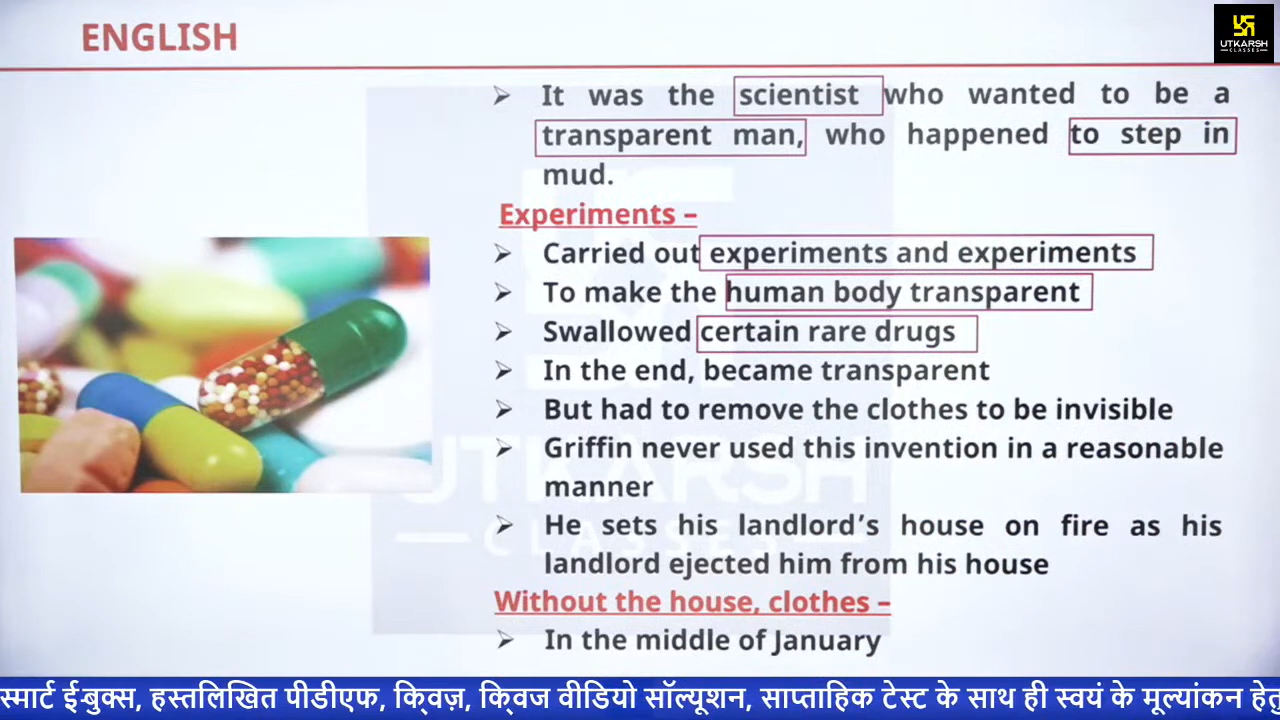 ENGLISH
UTKARSH
CLASSES
➢ It was the scientist who wanted to be a
transparent man, who happened to step in
mud.
Experiments –
➢ Carried out experiments and experiments
➢ To make the human body transparent
➢ Swallowed certain rare drugs
➢ In the end, became transparent
➢ But had to remove the clothes to be invisible
➢ Griffin never used this invention in a reasonable
manner
➢ He sets his landlord’s house on fire as his
landlord ejected him from his house
Without the house, clothes –
➢ In the middle of January
UTKARSH
CLASSES
स्मार्ट ई-बुक्स, हस्तलिखित पीडीएफ, क्विज़, क्विज वीडियो सॉल्यूशन, साप्ताहिक टेस्ट के साथ ही स्वयं के मूल्यांकन हेतु